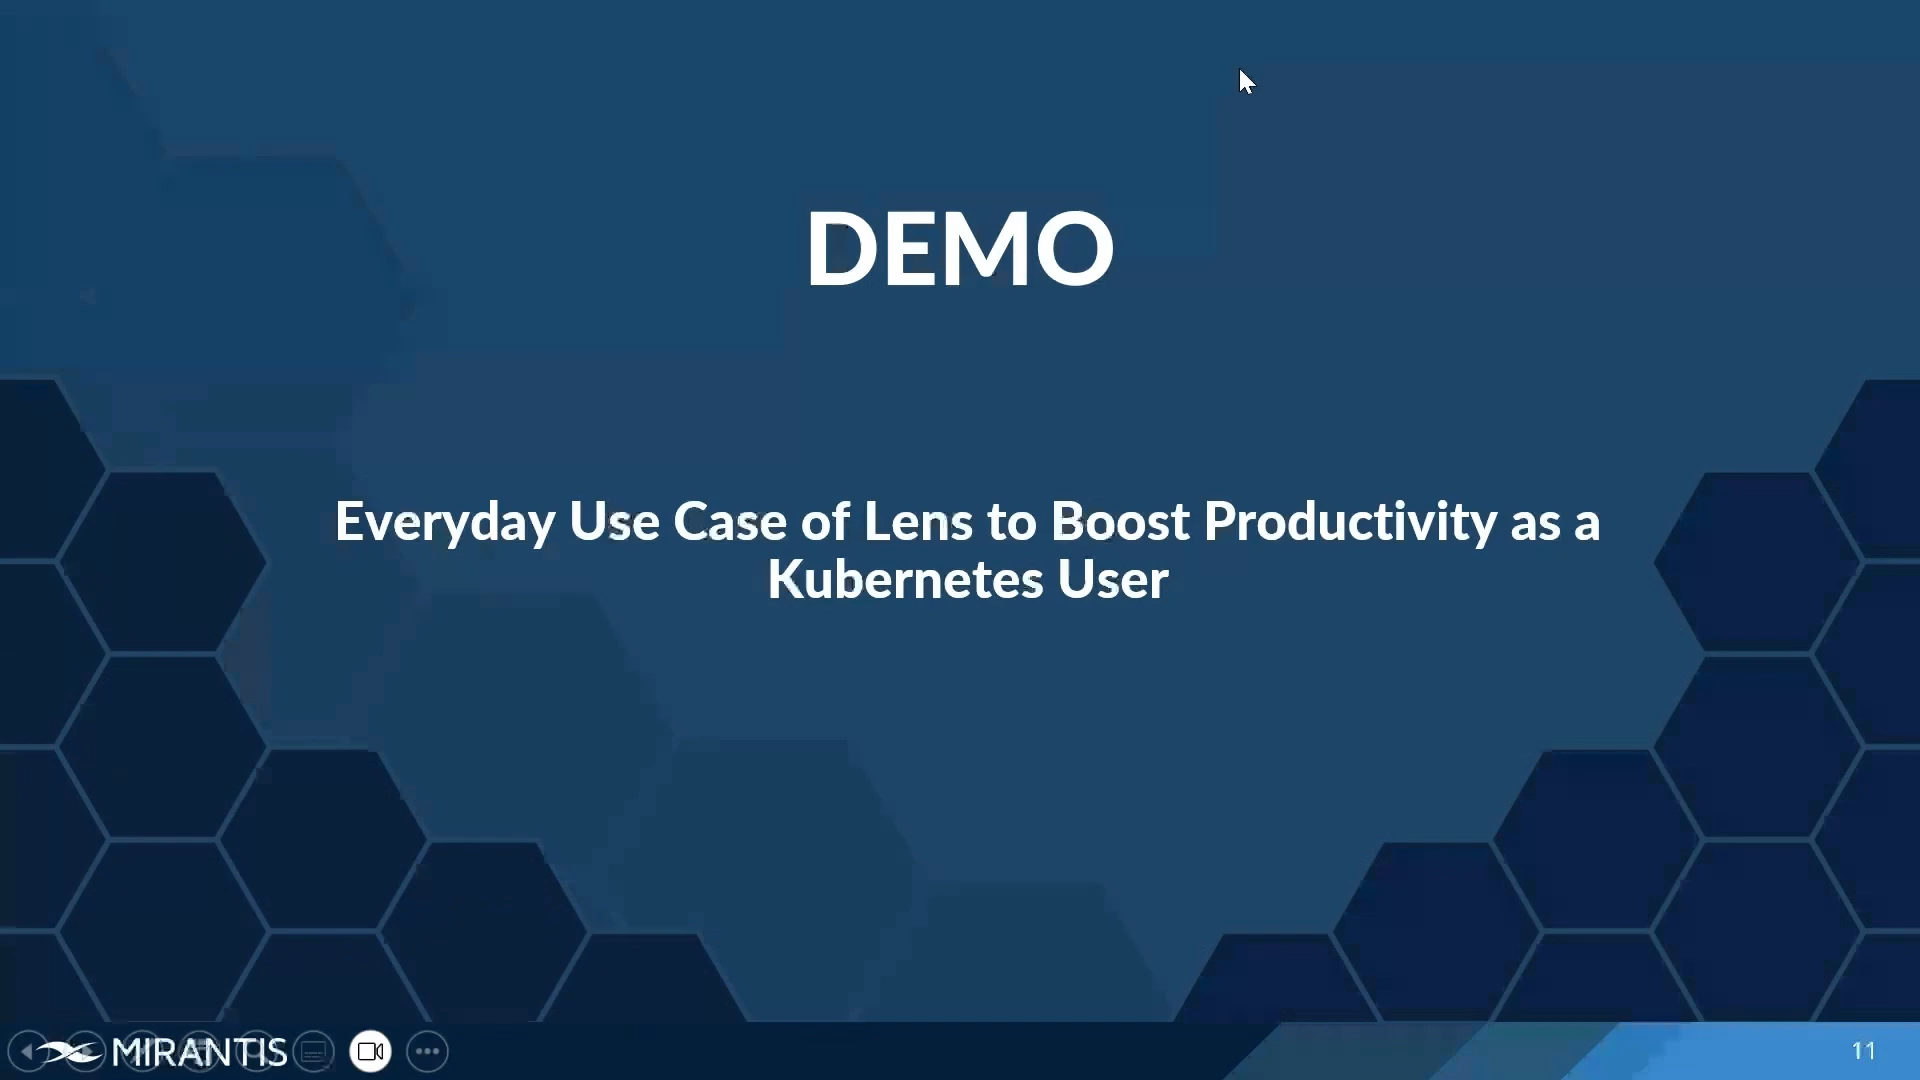 DEMO
Everyday Use Case of Lens to Boost Productivity as a
Kubernetes User
MIRANTIS
11